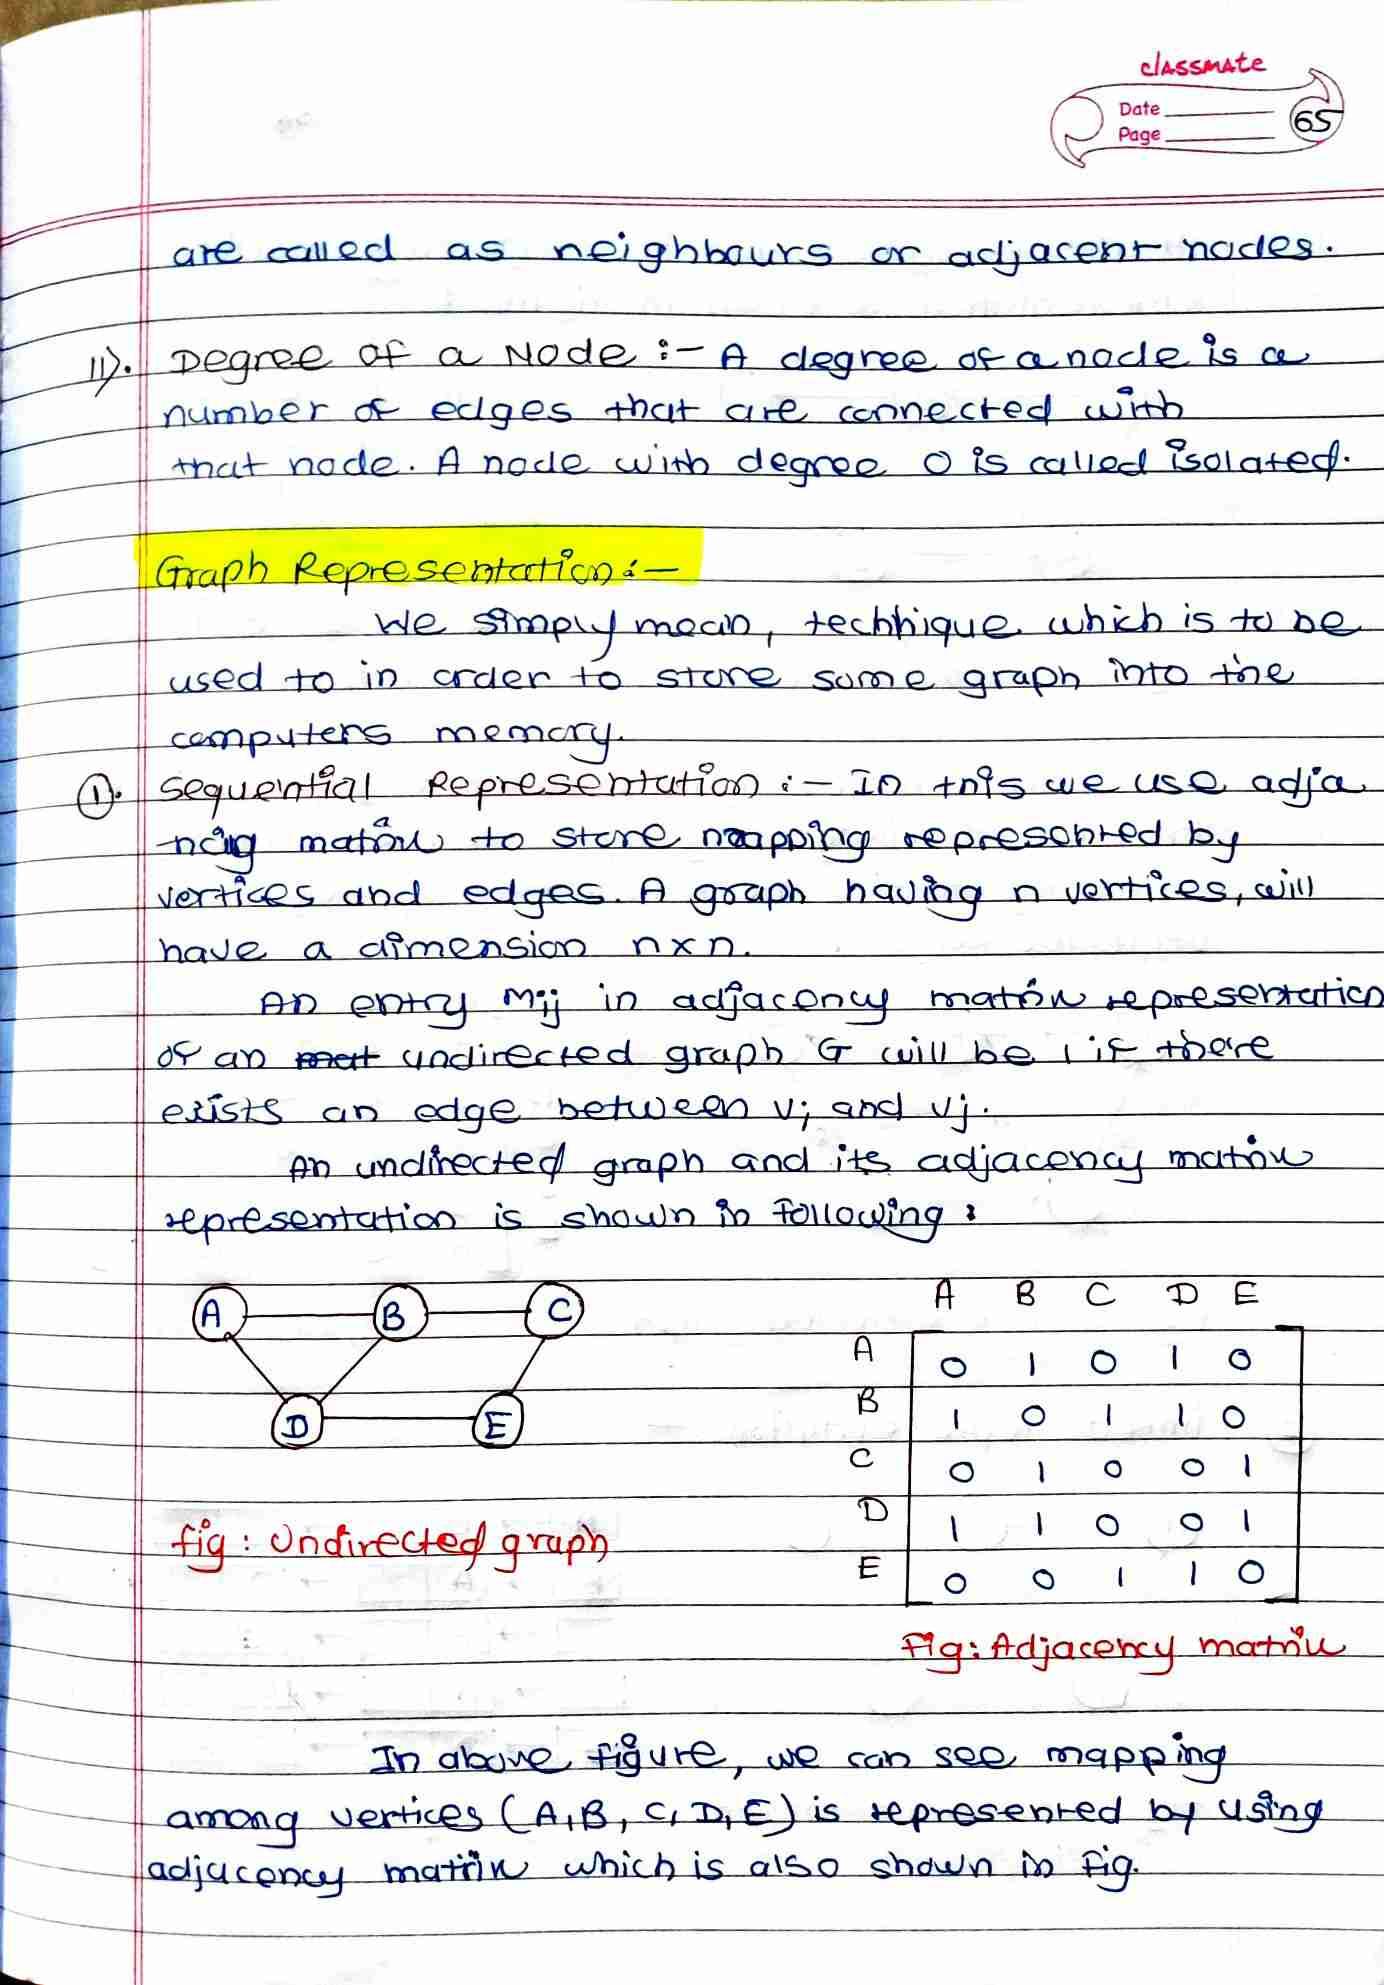 classmate
Date
Page
65
are called as neighbours or adjacent nodes.
11). Degree of a Node :- A degree of a node is a
number of edges that are connected with
that node. A node with degree 0 is called isolated.
Graph Representation :-
We simply mean, technique which is to be
used to in order to store some graph into the
computers memory.
①. Sequential Representation :- In this we use adja
-ncy matrix to store mapping represented by
vertices and edges. A graph having n vertices, will
have a dimension n×n.
An entry Mij in adjacency matrix representation
of an undirected graph G will be 1 if there
exists an edge between vi and vj.
An undirected graph and its adjacency matrix
representation is shown in following :
A B C
D E
A B C D E
A 0 1 0 1 0
B 1 0 1 1 0
C 0 1 0 0 1
D 1 1 0 0 1
E 0 0 1 1 0
fig : Undirected graph
Fig: Adjacency matrix
In above figure, we can see mapping
among vertices (A, B, C, D, E) is represented by using
adjacency matrix which is also shown in fig.